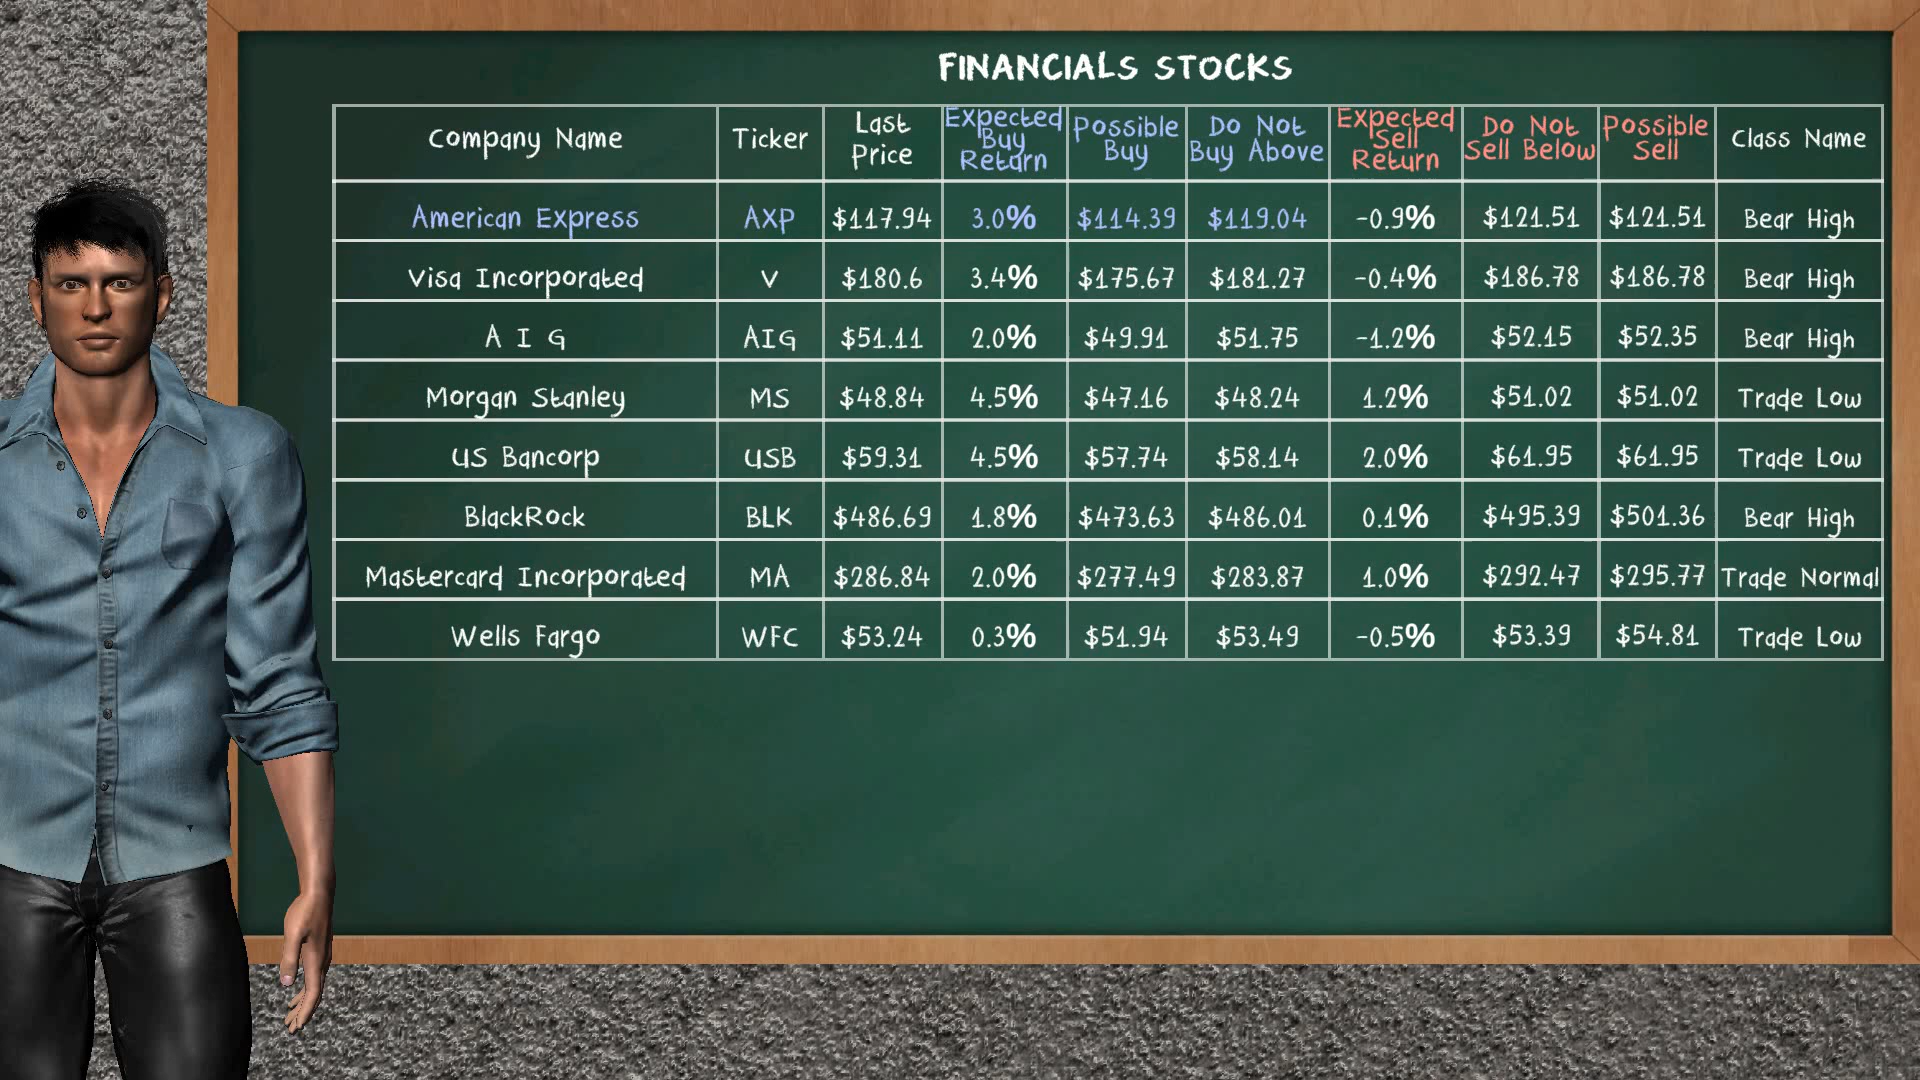 FINANCIALS STOCKS
Company Name Ticker Last Price Expected Buy Return Possible Buy Do Not Buy Above Expected Sell Return Do Not Sell Below Possible Sell Class Name
American Express AXP $117.94 3.0% $114.39 $119.04 -0.9% $121.51 $121.51 Bear High
Visa Incorporated V $180.6 3.4% $175.67 $181.27 -0.4% $186.78 $186.78 Bear High
A I G AIG $51.11 2.0% $49.91 $51.75 -1.2% $52.15 $52.35 Bear High
Morgan Stanley MS $48.84 4.5% $47.16 $48.24 1.2% $51.02 $51.02 Trade Low
US Bancorp USB $59.31 4.5% $57.74 $58.14 2.0% $61.95 $61.95 Trade Low
BlackRock BLK $486.69 1.8% $473.63 $486.01 0.1% $495.39 $501.36 Bear High
Mastercard Incorporated MA $286.84 2.0% $277.49 $283.87 1.0% $292.47 $295.77 Trade Normal
Wells Fargo WFC $53.24 0.3% $51.94 $53.49 -0.5% $53.39 $54.81 Trade Low